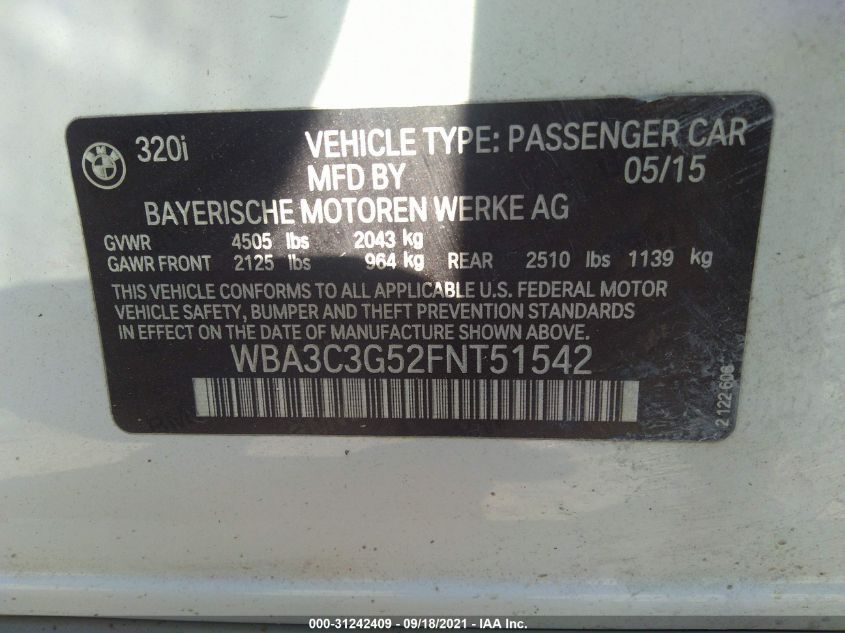 320i VEHICLE TYPE: PASSENGER CAR
MFD BY 05/15
BAYERISCHE MOTOREN WERKE AG
GVWR 4505 lbs 2043 kg
GAWR FRONT 2125 lbs 964 kg REAR 2510 lbs 1139 kg
THIS VEHICLE CONFORMS TO ALL APPLICABLE U.S. FEDERAL MOTOR
VEHICLE SAFETY, BUMPER AND THEFT PREVENTION STANDARDS
IN EFFECT ON THE DATE OF MANUFACTURE SHOWN ABOVE.
WBA3C3G52FNT51542
2 122 606
000-31242409 - 09/18/2021 - IAA Inc.